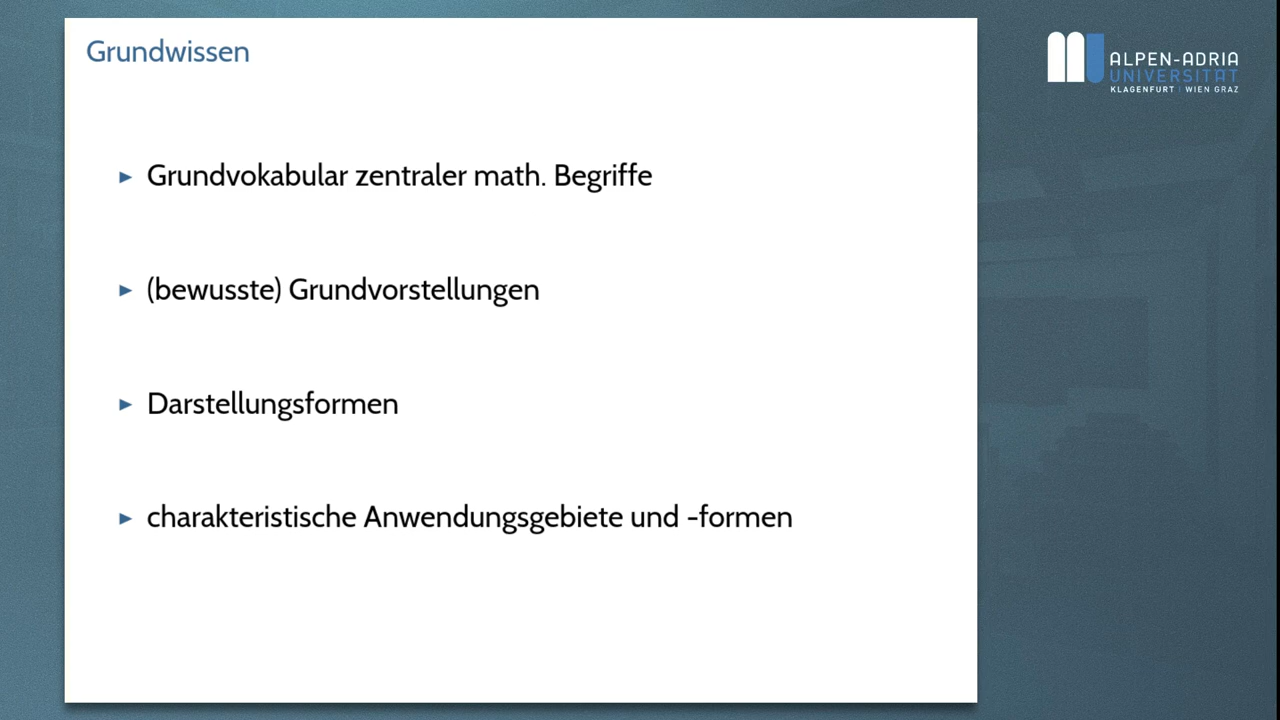 Grundwissen
► Grundvokabular zentraler math. Begriffe
► (bewusste) Grundvorstellungen
► Darstellungsformen
► charakteristische Anwendungsgebiete und -formen
ALPEN-ADRIA
UNIVERSITÄT
KLAGENFURT | WIEN GRAZ